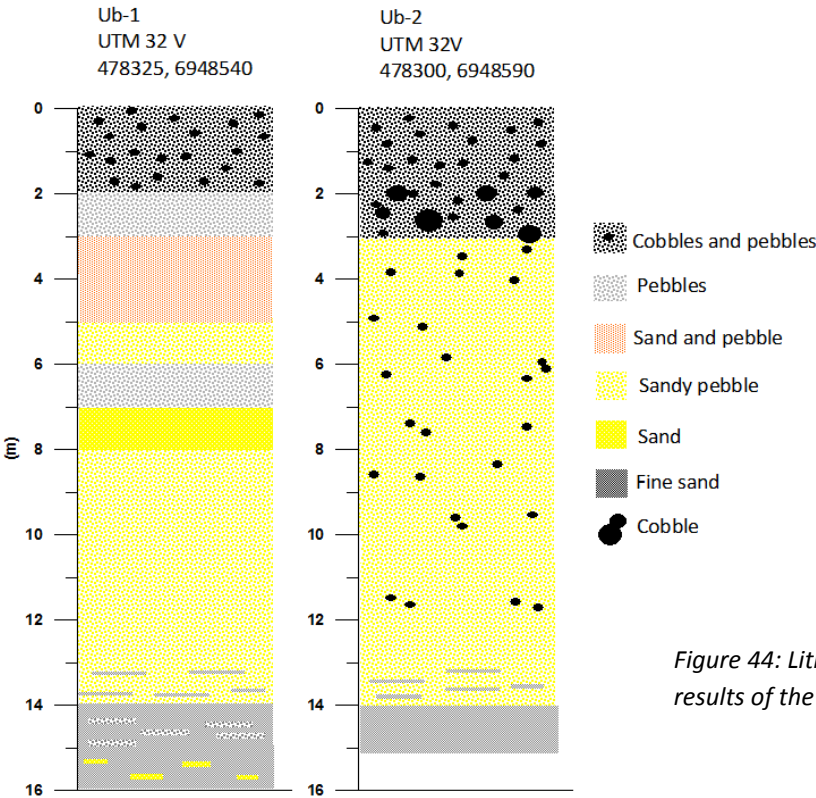 Ub-1
UTM 32 V
478325, 6948540
Ub-2
UTM 32V
478300, 6948590
(m)
0
2
4
6
8
10
12
14
16
0
2
4
6
8
10
12
14
16
Cobbles and pebbles
Pebbles
Sand and pebble
Sandy pebble
Sand
Fine sand
Cobble
Figure 44:
results of the